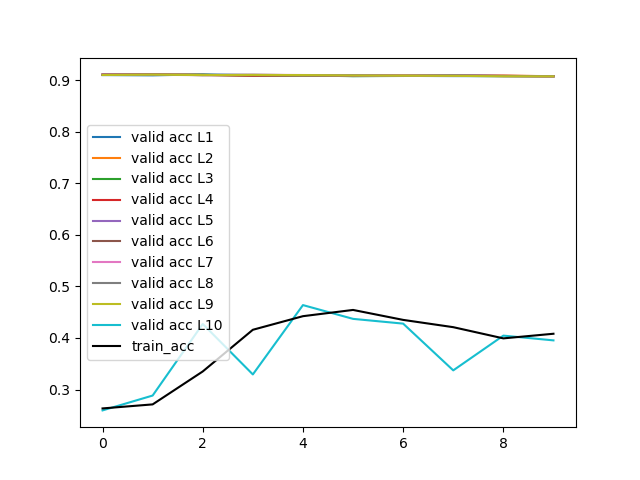 0.9
0.8
0.7
0.6
0.5
0.4
0.3
valid acc L1
valid acc L2
valid acc L3
valid acc L4
valid acc L5
valid acc L6
valid acc L7
valid acc L8
valid acc L9
valid acc L10
train_acc
0 2 4 6 8